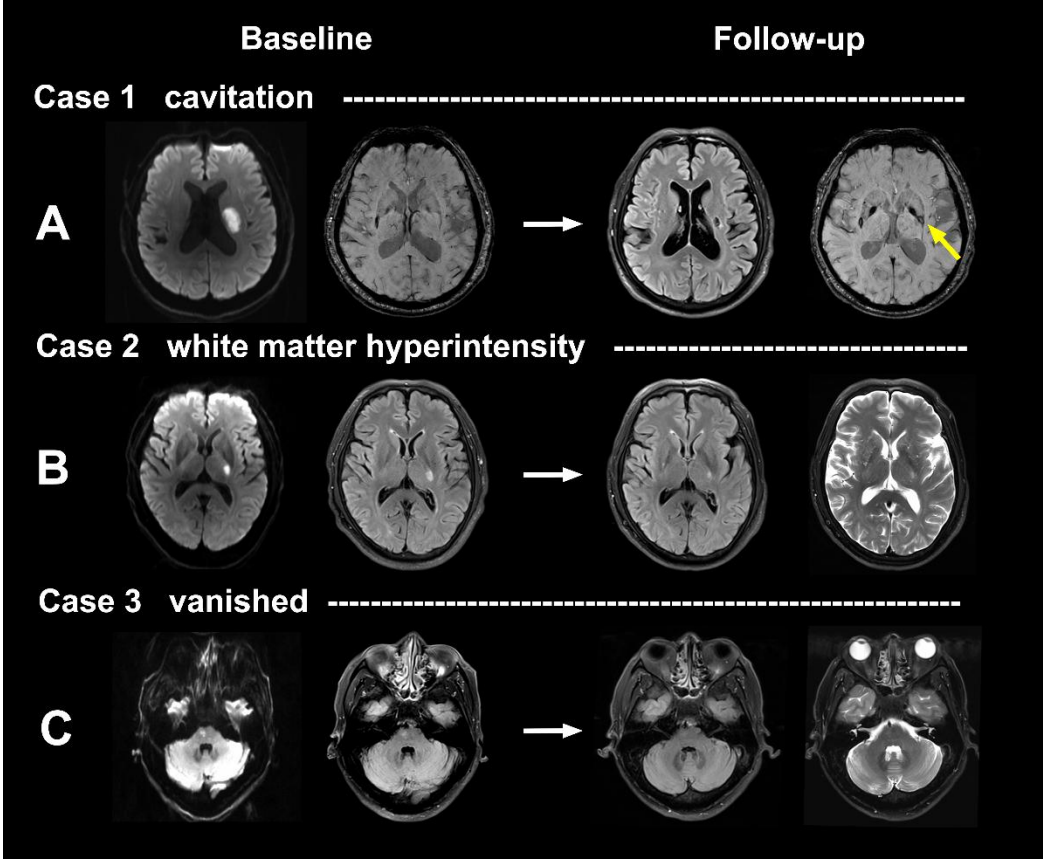 Baseline Follow-up
Case 1 cavitation
A
Case 2 white matter hyperintensity
B
Case 3 vanished
C